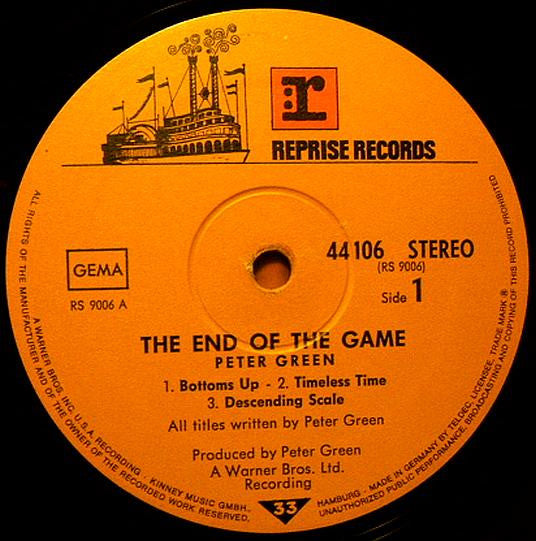 r
REPRISE RECORDS
44 106 STEREO
(RS 9006)
GEMA
RS 9006 A
Side 1
THE END OF THE GAME
PETER GREEN
1. Bottoms Up - 2. Timeless Time
3. Descending Scale
All titles written by Peter Green
Produced by Peter Green
A Warner Bros. Ltd.
Recording
33
ALL RIGHTS OF THE MANUFACTURER AND OF THE OWNER OF THE RECORDED WORK RESERVED.
UNAUTHORIZED PUBLIC PERFORMANCE, BROADCASTING AND COPYING OF THIS RECORD PROHIBITED
A WARNER BROS. INC. U.S.A. RECORDING · KINNEY MUSIC GMBH.,
HAMBURG · MADE IN GERMANY BY TELDEC, LICENSEE, TRADE MARK ®